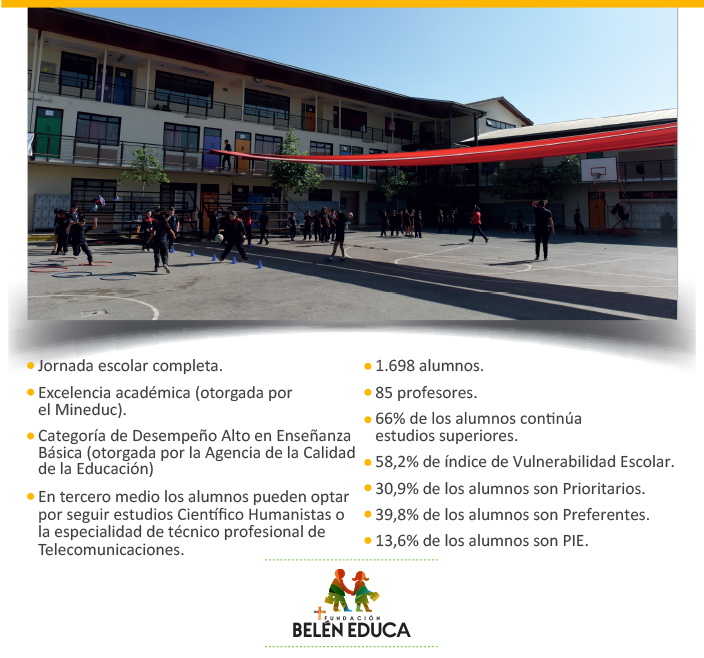 Jornada escolar completa.
Excelencia académica (otorgada por
el Mineduc).
Categoría de Desempeño Alto en Enseñanza
Básica (otorgada por la Agencia de la Calidad
de la Educación)
En tercero medio los alumnos pueden optar
por seguir estudios Científico Humanistas o
la especialidad de técnico profesional de
Telecomunicaciones.
1.698 alumnos.
85 profesores.
66% de los alumnos continúa
estudios superiores.
58,2% de índice de Vulnerabilidad Escolar.
30,9% de los alumnos son Prioritarios.
39,8% de los alumnos son Preferentes.
13,6% de los alumnos son PIE.
FUNDACIÓN
BELÉN EDUCA